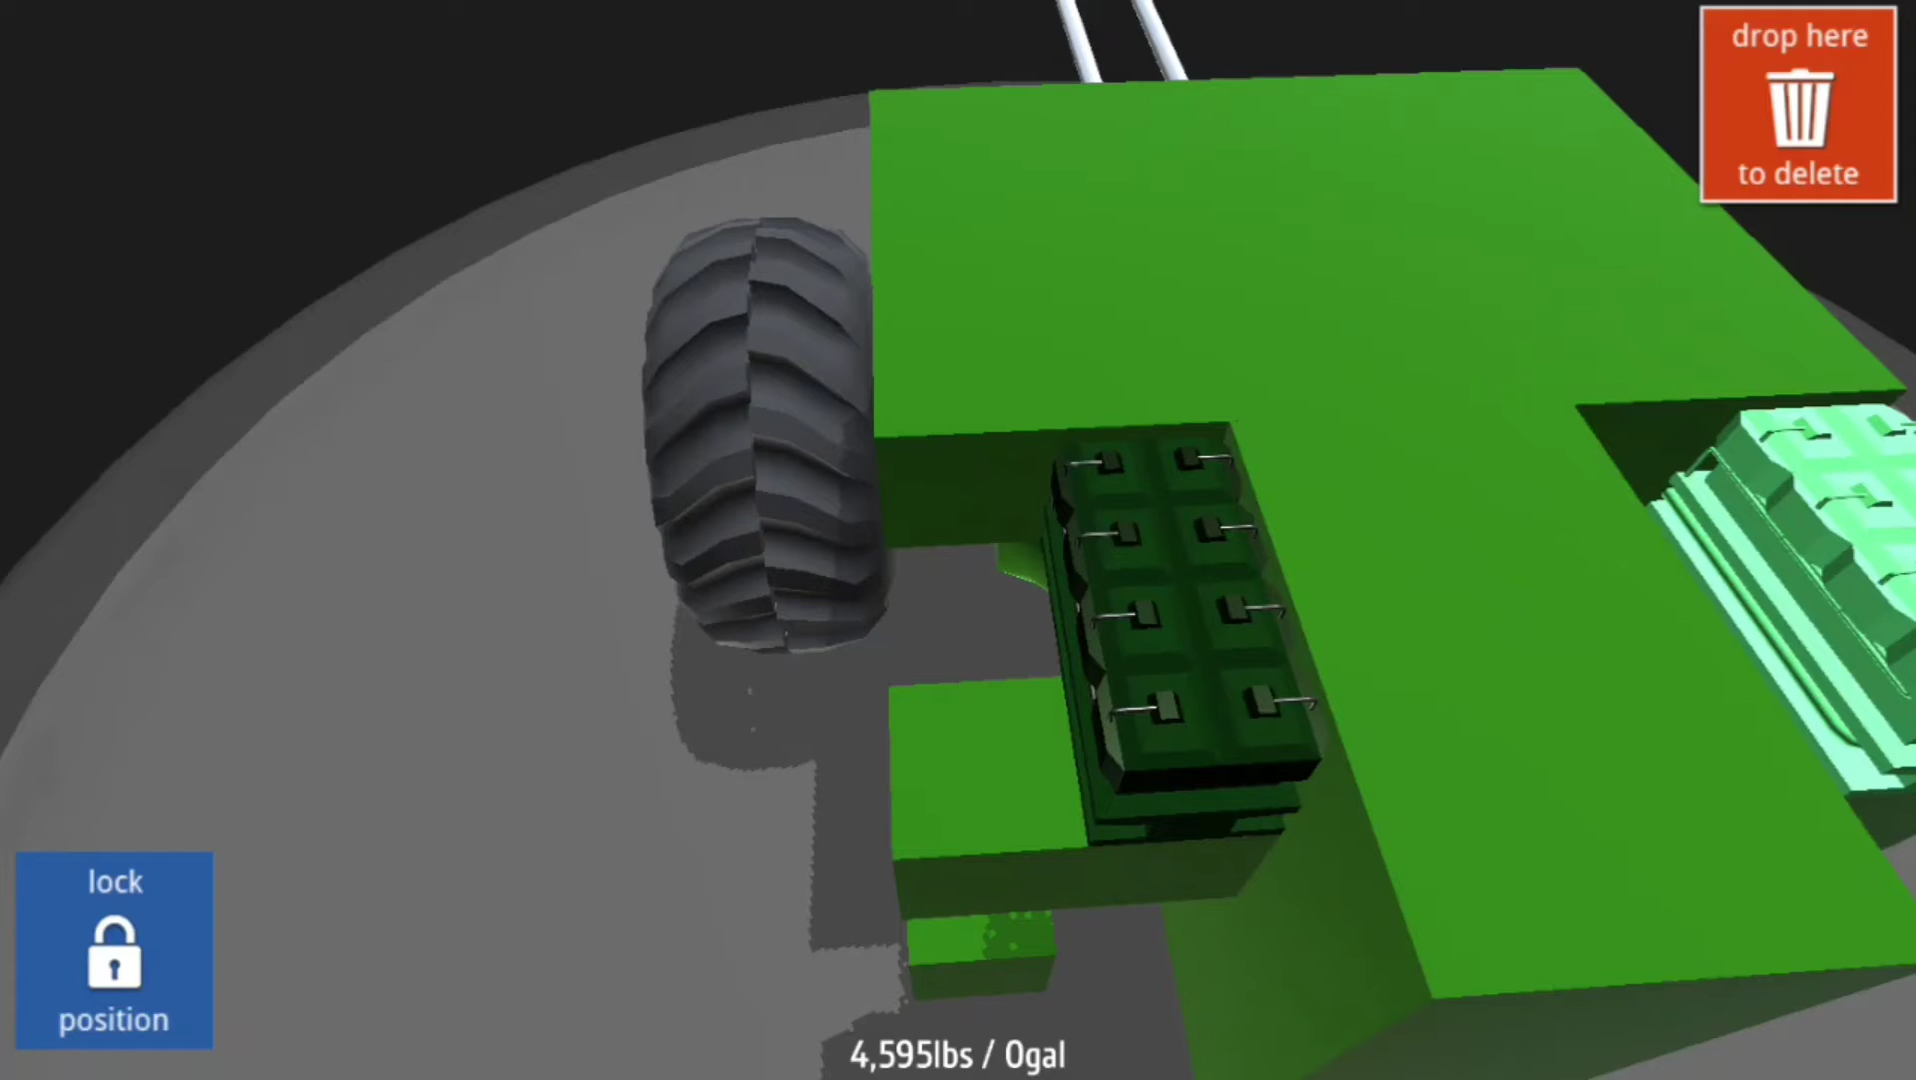 drop here
to delete
lock
position
4,595lbs / 0gal